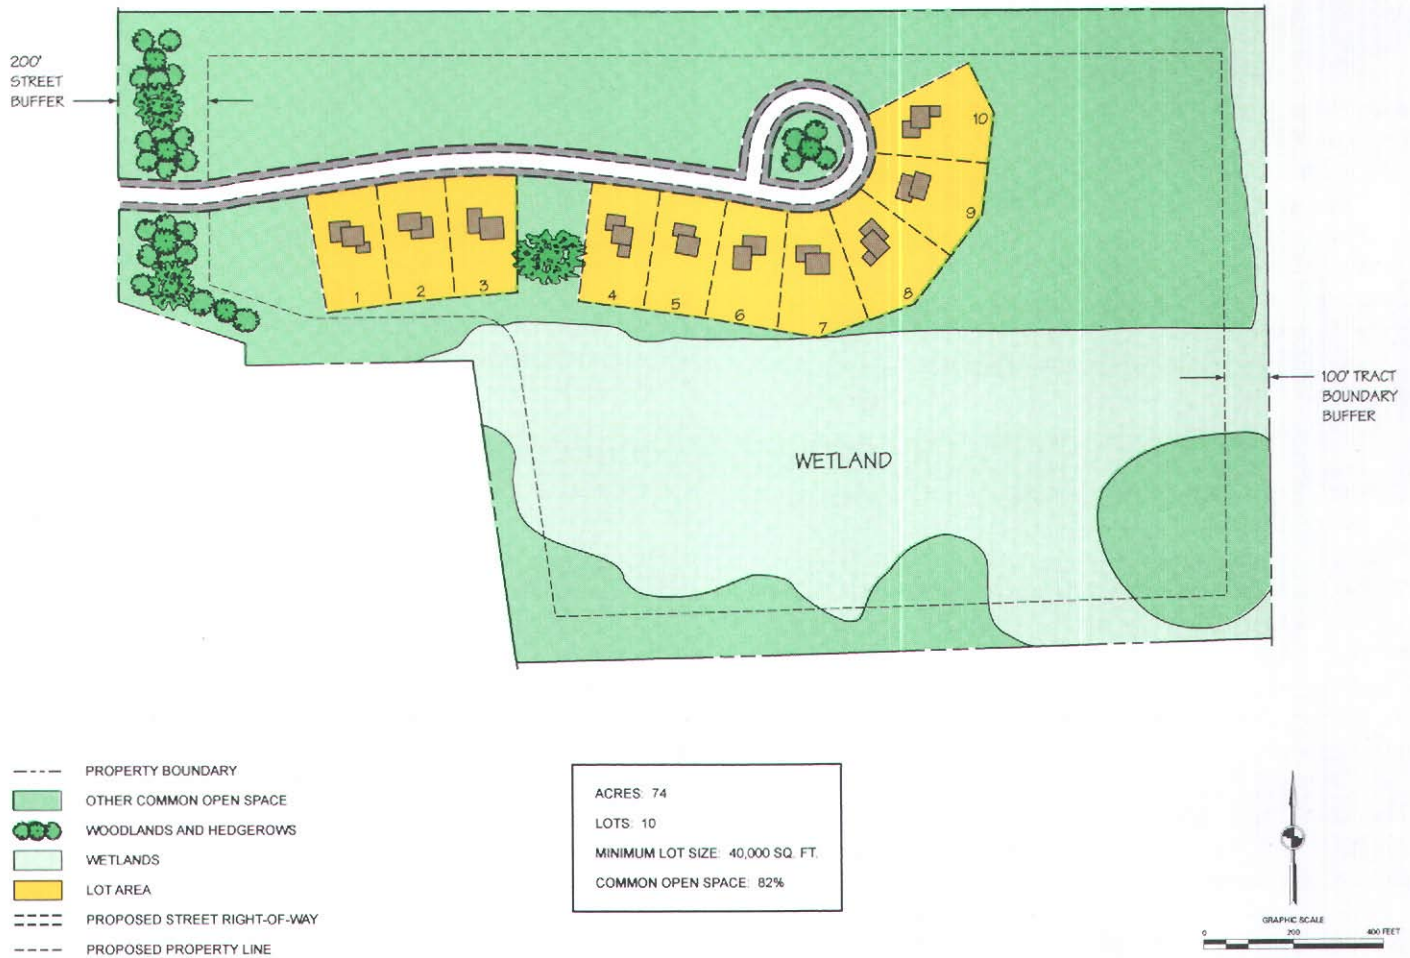 200'
STREET
BUFFER
10
9
1
2
3
4
5
6
7
8
100' TRACT
BOUNDARY
BUFFER
WETLAND
PROPERTY BOUNDARY
OTHER COMMON OPEN SPACE
WOODLANDS AND HEDGEROWS
WETLANDS
LOT AREA
PROPOSED STREET RIGHT-OF-WAY
PROPOSED PROPERTY LINE
ACRES: 74
LOTS: 10
MINIMUM LOT SIZE: 40,000 SQ. FT.
COMMON OPEN SPACE: 82%
GRAPHIC SCALE
0 200 400 FEET